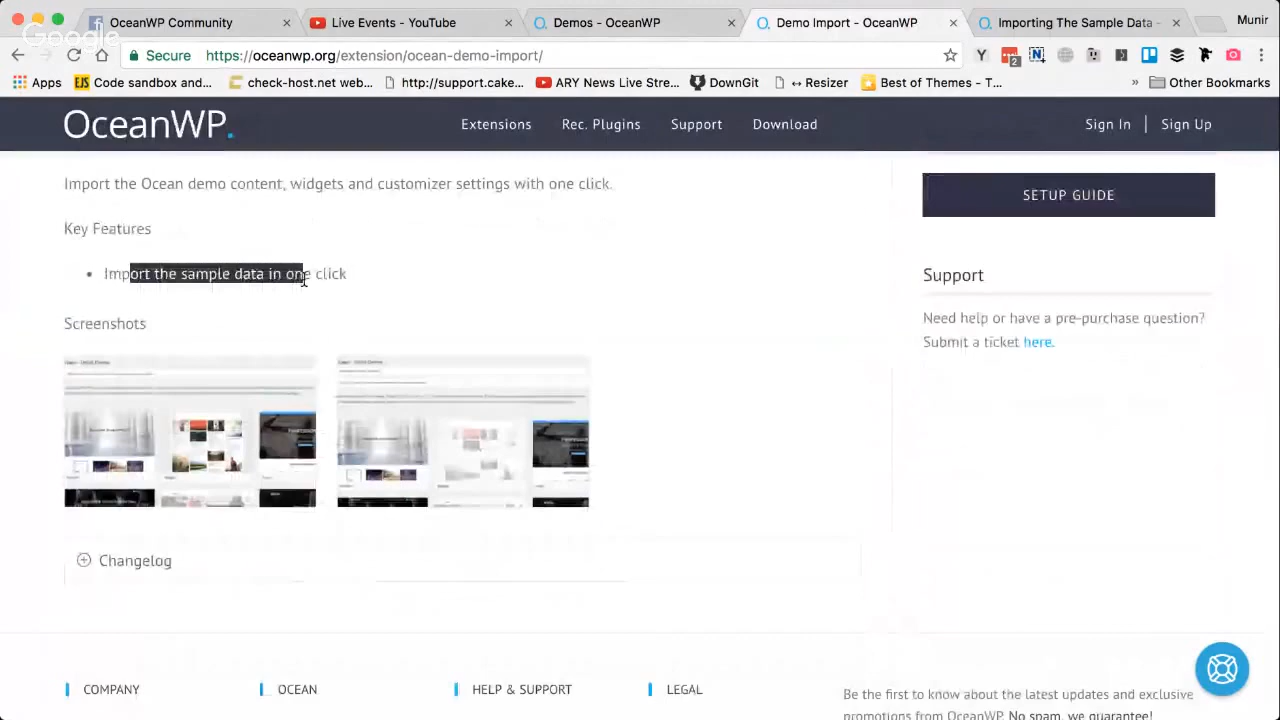 OceanWP Community
Live Events - YouTube
Demos - OceanWP
Demo Import - OceanWP
Importing The Sample Data -
Munir
Google
Secure
https://oceanwp.org/extension/ocean-demo-import/
2
Apps
Code sandbox and...
check-host.net web...
http://support.cake...
ARY News Live Stre...
DownGit
↔ Resizer
Best of Themes - T...
»
Other Bookmarks
OceanWP.
Extensions
Rec. Plugins
Support
Download
Sign In
Sign Up
Import the Ocean demo content, widgets and customizer settings with one click.
SETUP GUIDE
Key Features
• Import the sample data in one click
Support
Need help or have a pre-purchase question?
Submit a ticket here.
Screenshots
Changelog
COMPANY
OCEAN
HELP & SUPPORT
LEGAL
Be the first to know about the latest updates and exclusive
promotions from OceanWP. No spam, we guarantee!